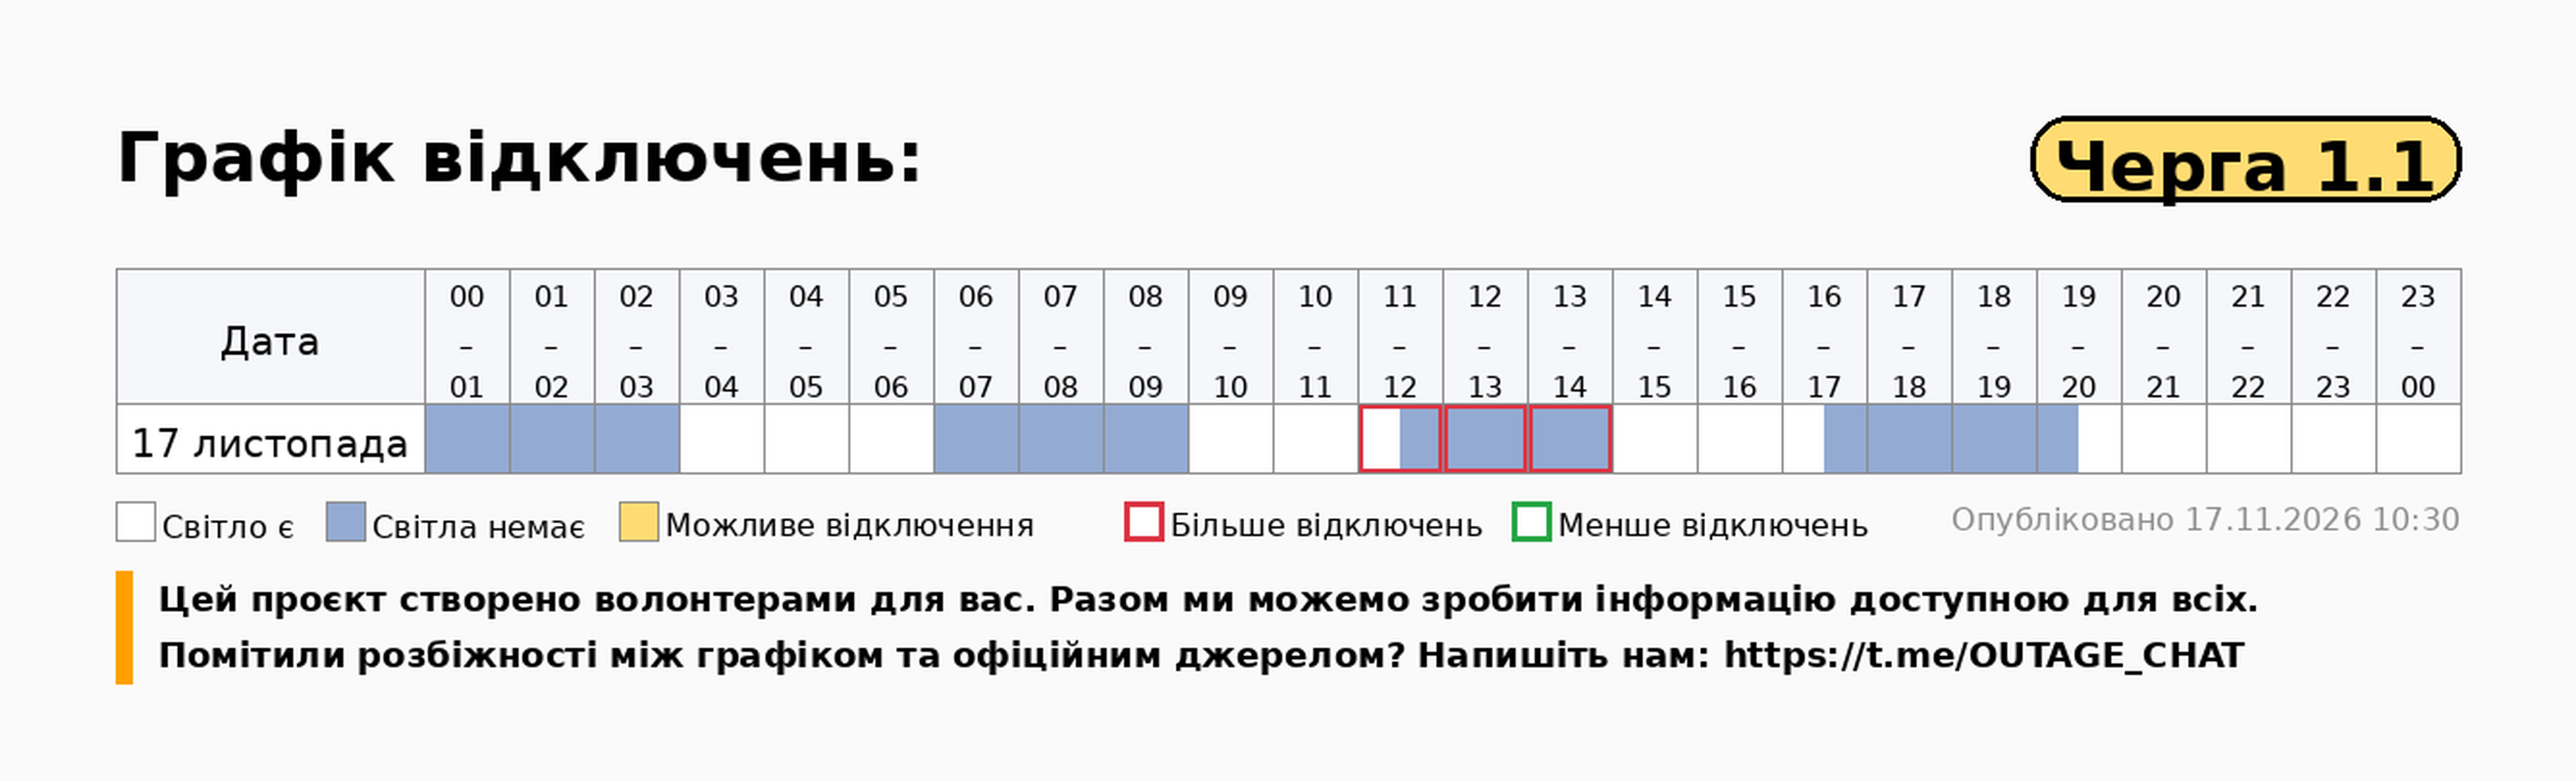 Графік відключень:
Черга 1.1
Дата
00 – 01
01 – 02
02 – 03
03 – 04
04 – 05
05 – 06
06 – 07
07 – 08
08 – 09
09 – 10
10 – 11
11 – 12
12 – 13
13 – 14
14 – 15
15 – 16
16 – 17
17 – 18
18 – 19
19 – 20
20 – 21
21 – 22
22 – 23
23 – 00
17 листопада
Світло є
Світла немає
Можливе відключення
Більше відключень
Менше відключень
Опубліковано 17.11.2026 10:30
Цей проєкт створено волонтерами для вас. Разом ми можемо зробити інформацію доступною для всіх.
Помітили розбіжності між графіком та офіційним джерелом? Напишіть нам: https://t.me/OUTAGE_CHAT